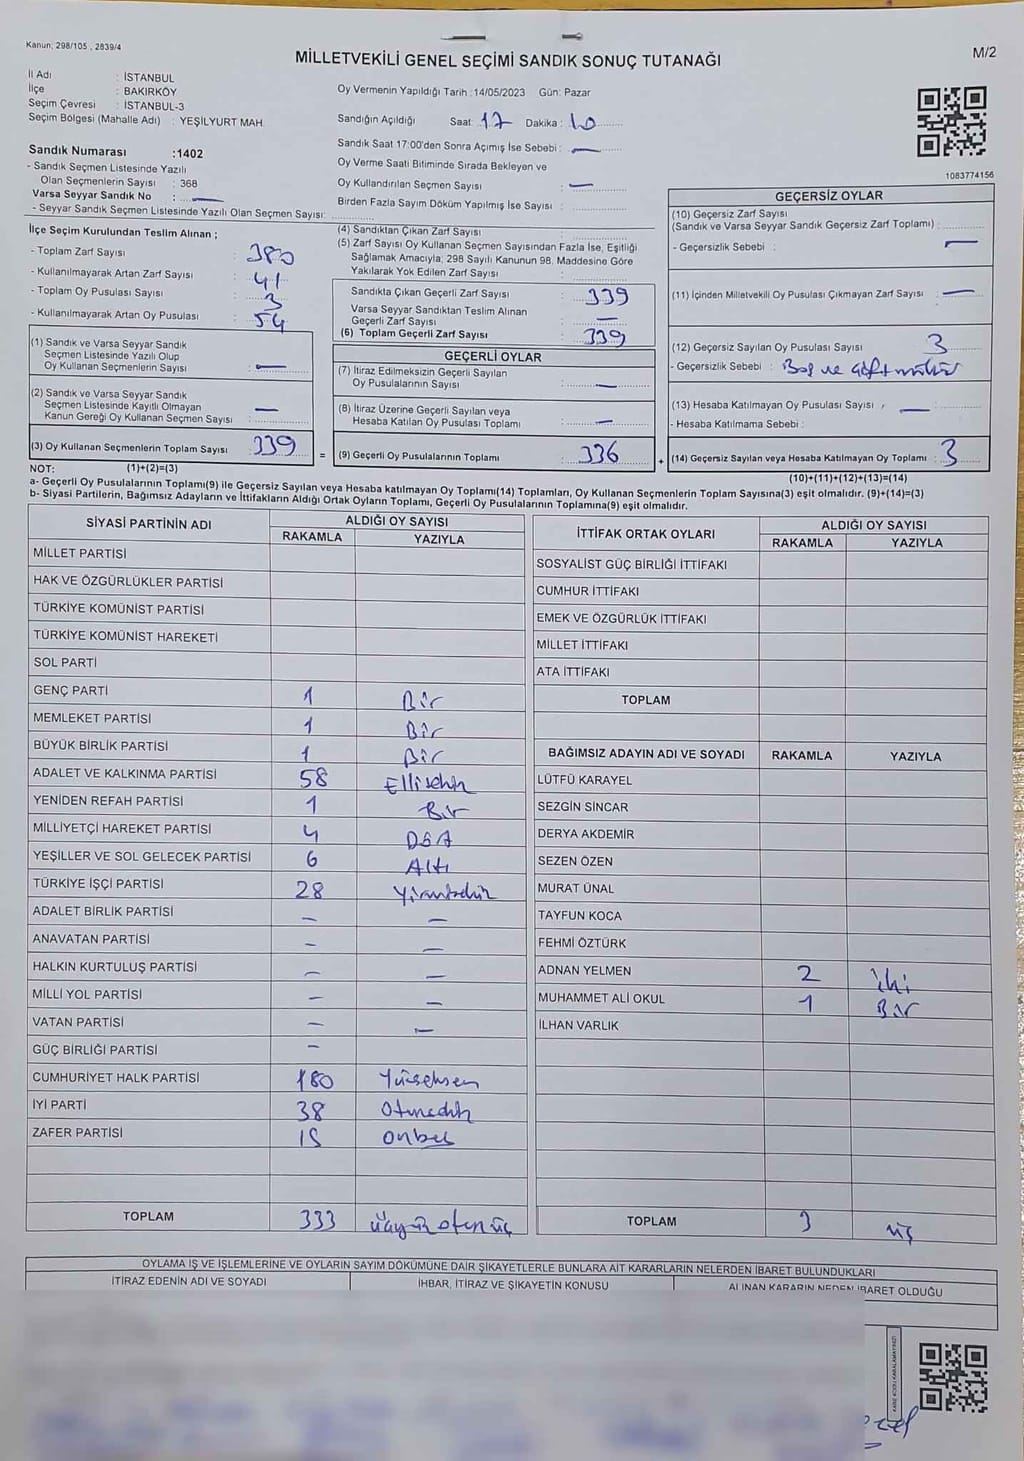 Kanun; 298/105 , 2839/4
MİLLETVEKİLİ GENEL SEÇİMİ SANDIK SONUÇ TUTANAĞI
M/2
İl Adı : İSTANBUL
İlçe : BAKIRKÖY
Seçim Çevresi : İSTANBUL-3
Seçim Bölgesi (Mahalle Adı) : YEŞİLYURT MAH.
Oy Vermenin Yapıldığı Tarih :14/05/2023 Gün: Pazar
Sandığın Açıldığı Saat: 17 Dakika: 10
Sandık Saat 17:00'den Sonra Açımış İse Sebebi : —
Oy Verme Saati Bitiminde Sırada Bekleyen ve
Oy Kullandırılan Seçmen Sayısı : —
Birden Fazla Sayım Döküm Yapılmış İse Sayısı :
1083774156
Sandık Numarası :1402
- Sandık Seçmen Listesinde Yazılı
Olan Seçmenlerin Sayısı : 368
Varsa Seyyar Sandık No : —
- Seyyar Sandık Seçmen Listesinde Yazılı Olan Seçmen Sayısı:
İlçe Seçim Kurulundan Teslim Alınan ;
- Toplam Zarf Sayısı : 380
- Kullanılmayarak Artan Zarf Sayısı : 41
- Toplam Oy Pusulası Sayısı : 3
- Kullanılmayarak Artan Oy Pusulası : 54
(1) Sandık ve Varsa Seyyar Sandık
Seçmen Listesinde Yazılı Olup
Oy Kullanan Seçmenlerin Sayısı : —
(2) Sandık ve Varsa Seyyar Sandık
Seçmen Listesinde Kayıtlı Olmayan
Kanun Gereği Oy Kullanan Seçmen Sayısı : —
(3) Oy Kullanan Seçmenlerin Toplam Sayısı : 339
(4) Sandıktan Çıkan Zarf Sayısı :
(5) Zarf Sayısı Oy Kullanan Seçmen Sayısından Fazla İse, Eşitliği
Sağlamak Amacıyla; 298 Sayılı Kanunun 98. Maddesine Göre
Yakılarak Yok Edilen Zarf Sayısı :
Sandıkta Çıkan Geçerli Zarf Sayısı : 339
Varsa Seyyar Sandıktan Teslim Alınan
Geçerli Zarf Sayısı : —
(6) Toplam Geçerli Zarf Sayısı : 339
GEÇERLİ OYLAR
(7) İtiraz Edilmeksizin Geçerli Sayılan
Oy Pusulalarının Sayısı : —
(8) İtiraz Üzerine Geçerli Sayılan veya
Hesaba Katılan Oy Pusulası Toplamı : —
= (9) Geçerli Oy Pusulalarının Toplamı : 336
GEÇERSİZ OYLAR
(10) Geçersiz Zarf Sayısı
(Sandık ve Varsa Seyyar Sandık Geçersiz Zarf Toplamı) :
- Geçersizlik Sebebi : —
(11) İçinden Milletvekili Oy Pusulası Çıkmayan Zarf Sayısı : —
(12) Geçersiz Sayılan Oy Pusulası Sayısı : 3
- Geçersizlik Sebebi : Boş ve çift mühür
(13) Hesaba Katılmayan Oy Pusulası Sayısı : —
- Hesaba Katılmama Sebebi :
+ (14) Geçersiz Sayılan veya Hesaba Katılmayan Oy Toplamı : 3
NOT: (1)+(2)=(3)
(10)+(11)+(12)+(13)=(14)
a- Geçerli Oy Pusulalarının Toplamı(9) ile Geçersiz Sayılan veya Hesaba Katılmayan Oy Toplamı(14) Toplamları, Oy Kullanan Seçmenlerin Toplam Sayısına(3) eşit olmalıdır. (9)+(14)=(3)
b- Siyasi Partilerin, Bağımsız Adayların ve İttifakların Aldığı Ortak Oyların Toplamı, Geçerli Oy Pusulalarının Toplamına(9) eşit olmalıdır.
SİYASİ PARTİNİN ADI ALDIĞI OY SAYISI
RAKAMLA YAZIYLA
MİLLET PARTİSİ
HAK VE ÖZGÜRLÜKLER PARTİSİ
TÜRKİYE KOMÜNİST PARTİSİ
TÜRKİYE KOMÜNİST HAREKETİ
SOL PARTİ
GENÇ PARTİ 1 Bir
MEMLEKET PARTİSİ 1 Bir
BÜYÜK BİRLİK PARTİSİ 1 Bir
ADALET VE KALKINMA PARTİSİ 58 Ellisekiz
YENİDEN REFAH PARTİSİ 1 Bir
MİLLİYETÇİ HAREKET PARTİSİ 4 Dört
YEŞİLLER VE SOL GELECEK PARTİSİ 6 Altı
TÜRKİYE İŞÇİ PARTİSİ 28 Yirmisekiz
ADALET BİRLİK PARTİSİ — —
ANAVATAN PARTİSİ — —
HALKIN KURTULUŞ PARTİSİ — —
MİLLİ YOL PARTİSİ — —
VATAN PARTİSİ — —
GÜÇ BİRLİĞİ PARTİSİ —
CUMHURİYET HALK PARTİSİ 180 Yüzseksen
İYİ PARTİ 38 Otuzsekiz
ZAFER PARTİSİ 15 onbeş
TOPLAM 333 üçyüz otuz üç
İTTİFAK ORTAK OYLARI ALDIĞI OY SAYISI
RAKAMLA YAZIYLA
SOSYALİST GÜÇ BİRLİĞİ İTTİFAKI
CUMHUR İTTİFAKI
EMEK VE ÖZGÜRLÜK İTTİFAKI
MİLLET İTTİFAKI
ATA İTTİFAKI
TOPLAM
BAĞIMSIZ ADAYIN ADI VE SOYADI RAKAMLA YAZIYLA
LÜTFÜ KARAYEL
SEZGİN SİNCAR
DERYA AKDEMİR
SEZEN ÖZEN
MURAT ÜNAL
TAYFUN KOCA
FEHMİ ÖZTÜRK
ADNAN YELMEN 2 iki
MUHAMMET ALİ OKUL 1 Bir
İLHAN VARLIK
TOPLAM 3 üç
OYLAMA İŞ VE İŞLEMLERİNE VE OYLARIN SAYIM DÖKÜMÜNE DAİR ŞİKAYETLERLE BUNLARA AİT KARARLARIN NELERDEN İBARET BULUNDUKLARI
İTİRAZ EDENİN ADI VE SOYADI İHBAR, İTİRAZ VE ŞİKAYETİN KONUSU ALINAN KARARIN NEDEN İBARET OLDUĞU
KARE KODU KARALAMAYINIZ!